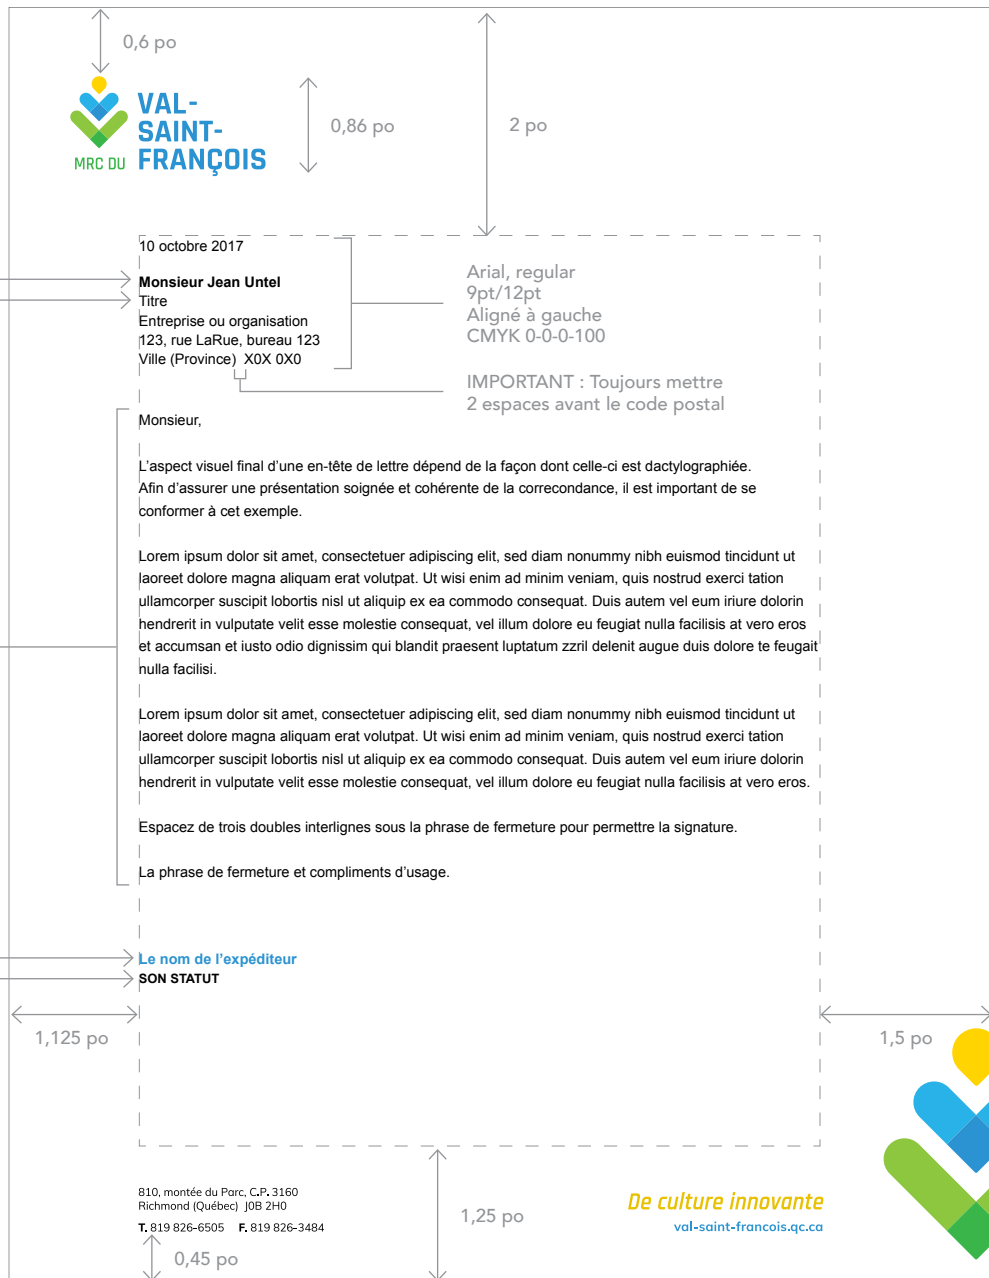 0,6 po
VAL-
SAINT-
MRC DU FRANÇOIS
0,86 po
2 po
10 octobre 2017
Monsieur Jean Untel
Titre
Entreprise ou organisation
123, rue LaRue, bureau 123
Ville (Province)  X0X 0X0
Arial, regular
9pt/12pt
Aligné à gauche
CMYK 0-0-0-100
IMPORTANT : Toujours mettre
2 espaces avant le code postal
Monsieur,
L’aspect visuel final d’une en-tête de lettre dépend de la façon dont celle-ci est dactylographiée.
Afin d’assurer une présentation soignée et cohérente de la correcondance, il est important de se
conformer à cet exemple.
Lorem ipsum dolor sit amet, consectetuer adipiscing elit, sed diam nonummy nibh euismod tincidunt ut
laoreet dolore magna aliquam erat volutpat. Ut wisi enim ad minim veniam, quis nostrud exerci tation
ullamcorper suscipit lobortis nisl ut aliquip ex ea commodo consequat. Duis autem vel eum iriure dolorin
hendrerit in vulputate velit esse molestie consequat, vel illum dolore eu feugiat nulla facilisis at vero eros
et accumsan et iusto odio dignissim qui blandit praesent luptatum zzril delenit augue duis dolore te feugait
nulla facilisi.
Lorem ipsum dolor sit amet, consectetuer adipiscing elit, sed diam nonummy nibh euismod tincidunt ut
laoreet dolore magna aliquam erat volutpat. Ut wisi enim ad minim veniam, quis nostrud exerci tation
ullamcorper suscipit lobortis nisl ut aliquip ex ea commodo consequat. Duis autem vel eum iriure dolorin
hendrerit in vulputate velit esse molestie consequat, vel illum dolore eu feugiat nulla facilisis at vero eros.
Espacez de trois doubles interlignes sous la phrase de fermeture pour permettre la signature.
La phrase de fermeture et compliments d’usage.
Le nom de l’expéditeur
SON STATUT
1,125 po
1,5 po
810, montée du Parc, C.P. 3160
Richmond (Québec)  J0B 2H0
T. 819 826-6505  F. 819 826-3484
0,45 po
1,25 po
De culture innovante
val-saint-francois.qc.ca